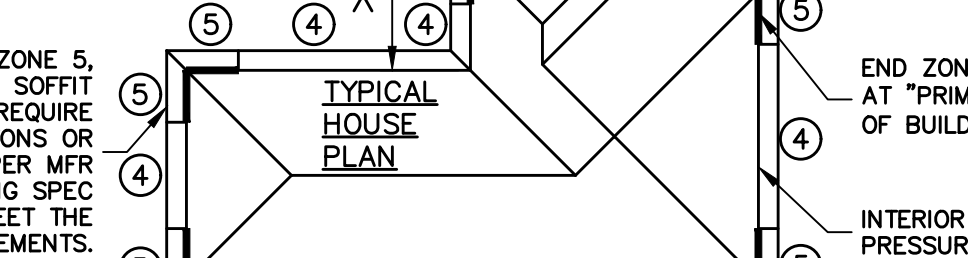 5
4
4
5
ZONE 5,
SOFFIT
REQUIRE
5
4
TYPICAL
HOUSE
PLAN
END ZON
AT "PRIM
OF BUILD
4
ONS OR
PER MFR
G SPEC
EET THE
EMENTS.
INTERIOR
PRESSUR